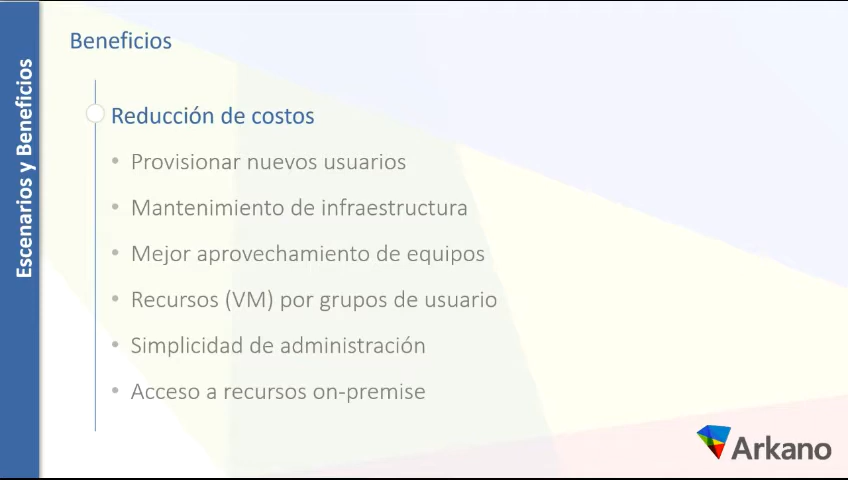 Escenarios y Beneficios
Beneficios
Reducción de costos
• Provisionar nuevos usuarios
• Mantenimiento de infraestructura
• Mejor aprovechamiento de equipos
• Recursos (VM) por grupos de usuario
• Simplicidad de administración
• Acceso a recursos on-premise
Arkano